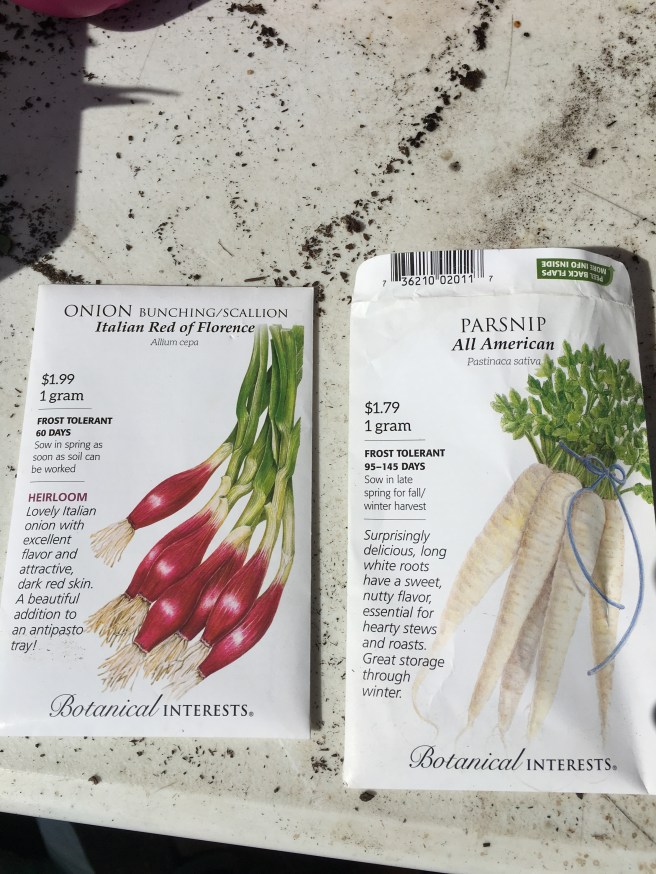 ONION BUNCHING/SCALLION
Italian Red of Florence
Allium cepa
$1.99
1 gram
FROST TOLERANT
60 DAYS
Sow in spring as
soon as soil can
be worked
HEIRLOOM
Lovely Italian
onion with
excellent
flavor and
attractive,
dark red skin.
A beautiful
addition to
an antipasto
tray!
Botanical INTERESTS®
7 36210 02011 7
PEEL BACK FLAPS
MORE INFO INSIDE
PARSNIP
All American
Pastinaca sativa
$1.79
1 gram
FROST TOLERANT
95–145 DAYS
Sow in late
spring for fall/
winter harvest
Surprisingly
delicious, long
white roots
have a sweet,
nutty flavor,
essential for
hearty stews
and roasts.
Great storage
through
winter.
Botanical INTERESTS®